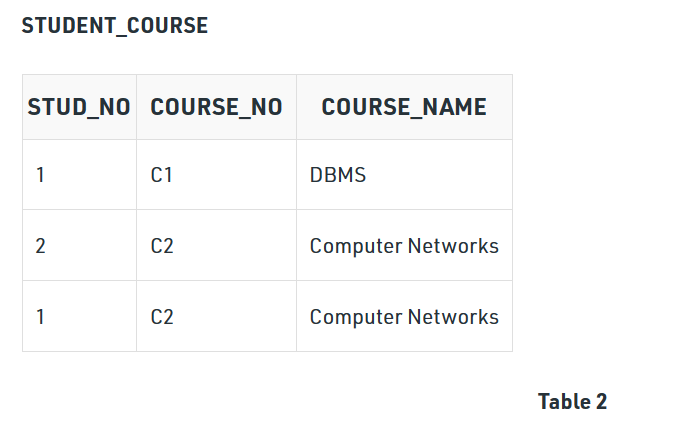 STUDENT_COURSE
STUD_NO COURSE_NO COURSE_NAME
1 C1 DBMS
2 C2 Computer Networks
1 C2 Computer Networks
Table 2